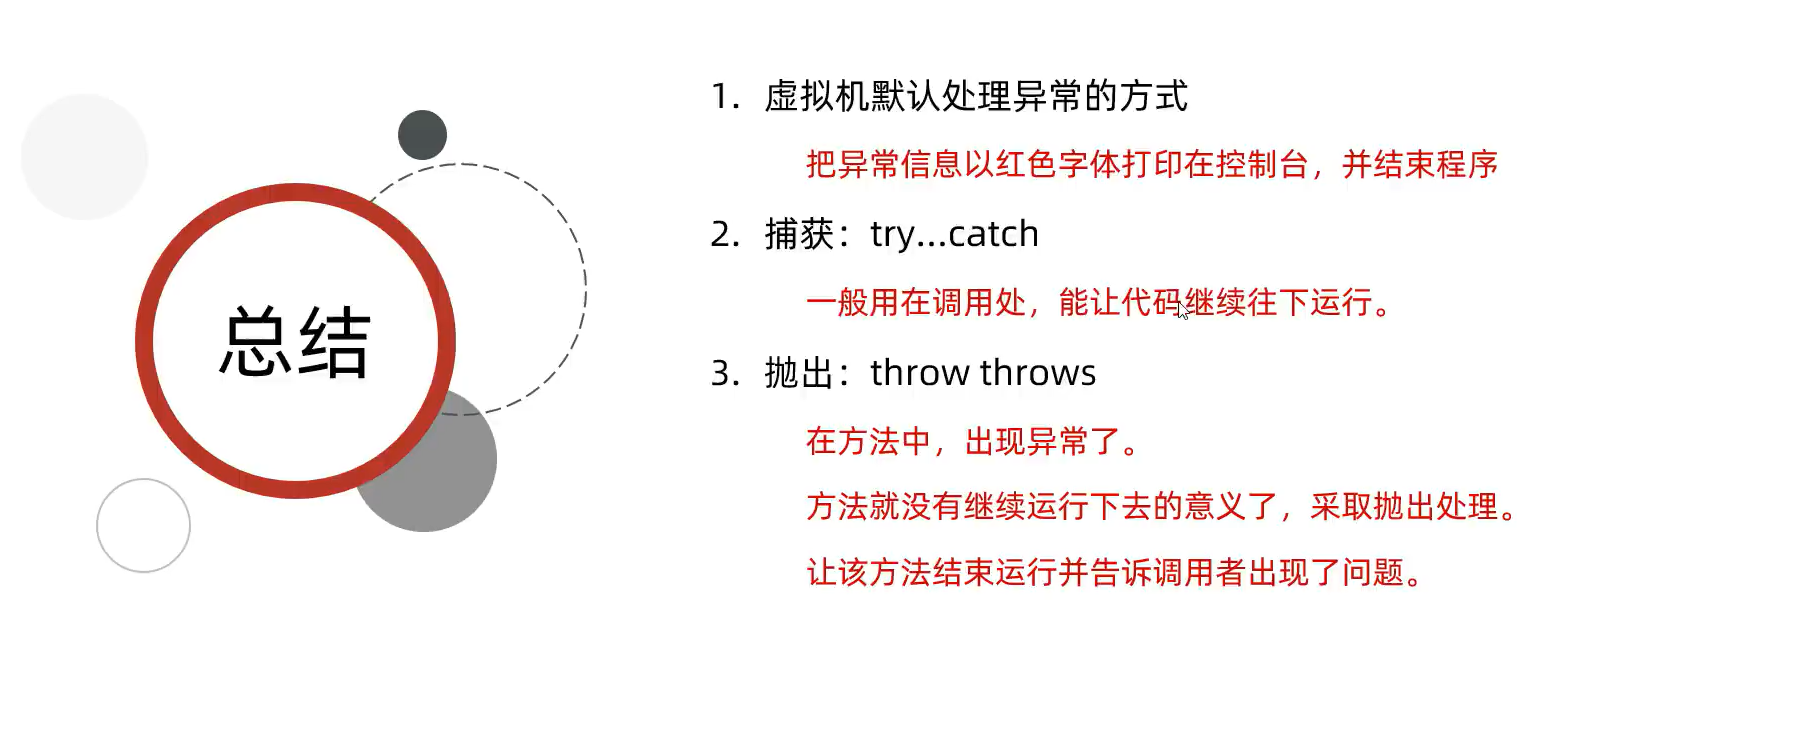 总结
1. 虚拟机默认处理异常的方式
把异常信息以红色字体打印在控制台，并结束程序
2. 捕获：try...catch
一般用在调用处，能让代码继续往下运行。
3. 抛出：throw throws
在方法中，出现异常了。
方法就没有继续运行下去的意义了，采取抛出处理。
让该方法结束运行并告诉调用者出现了问题。